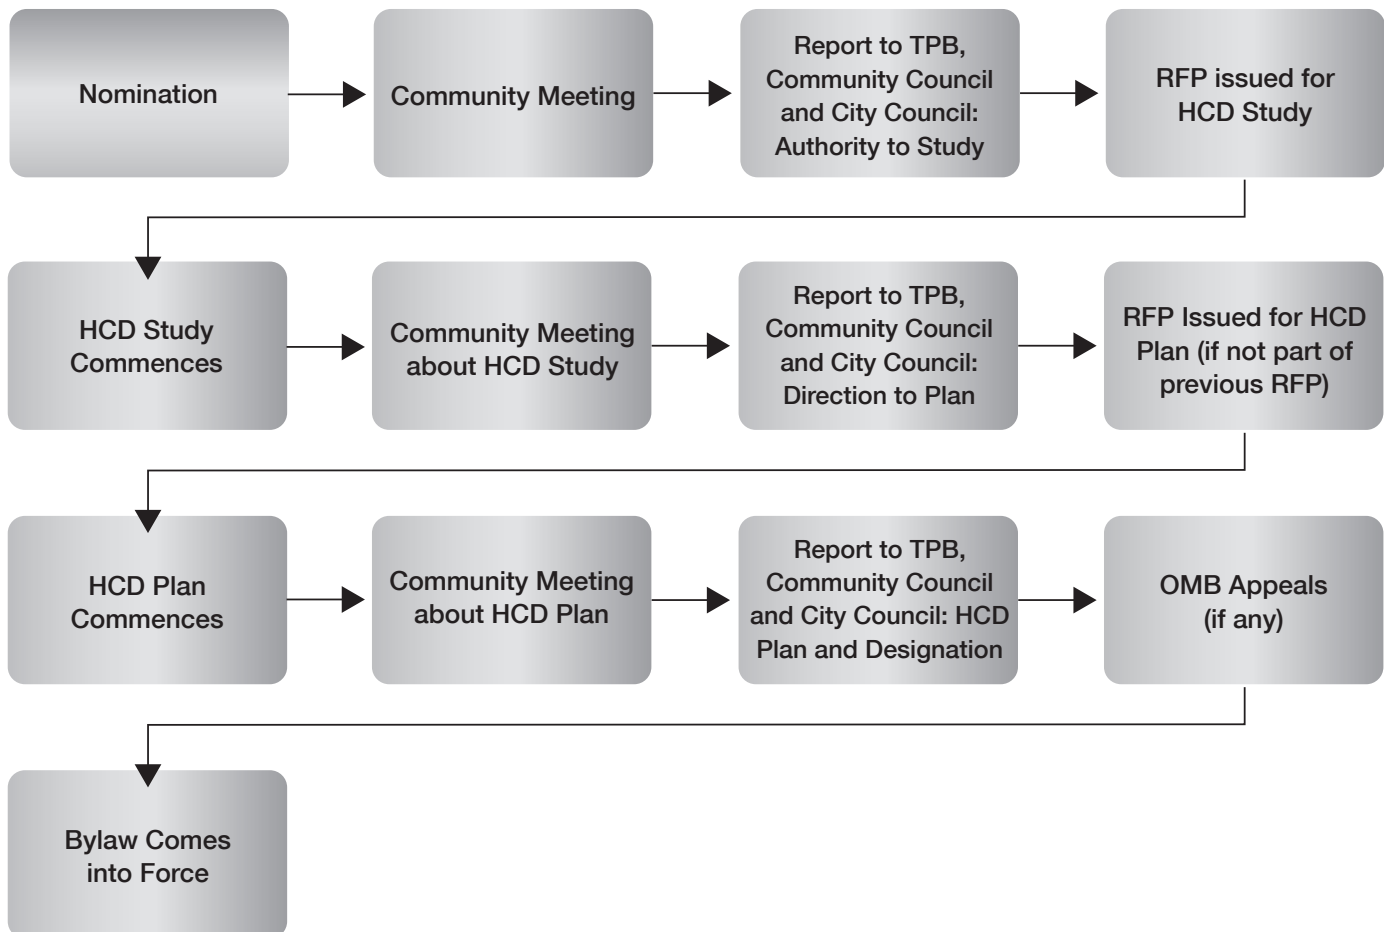 Nomination
Community Meeting
Report to TPB,
Community Council
and City Council:
Authority to Study
RFP issued for
HCD Study
HCD Study
Commences
Community Meeting
about HCD Study
Report to TPB,
Community Council
and City Council:
Direction to Plan
RFP Issued for HCD
Plan (if not part of
previous RFP)
HCD Plan
Commences
Community Meeting
about HCD Plan
Report to TPB,
Community Council
and City Council: HCD
Plan and Designation
OMB Appeals
(if any)
Bylaw Comes
into Force